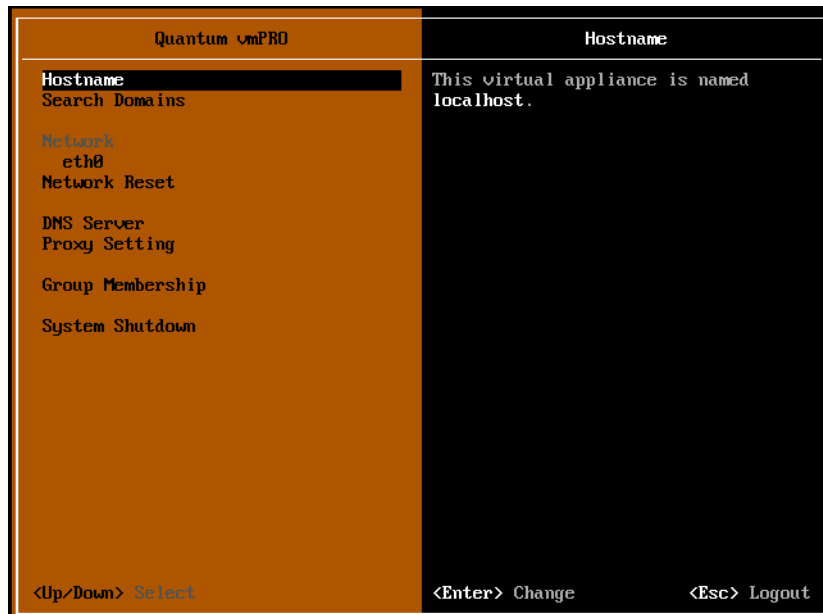 Quantum vmPRO
Hostname
Search Domains
Network
eth0
Network Reset
DNS Server
Proxy Setting
Group Membership
System Shutdown
<Up/Down> Select
Hostname
This virtual appliance is named
localhost.
<Enter> Change <Esc> Logout